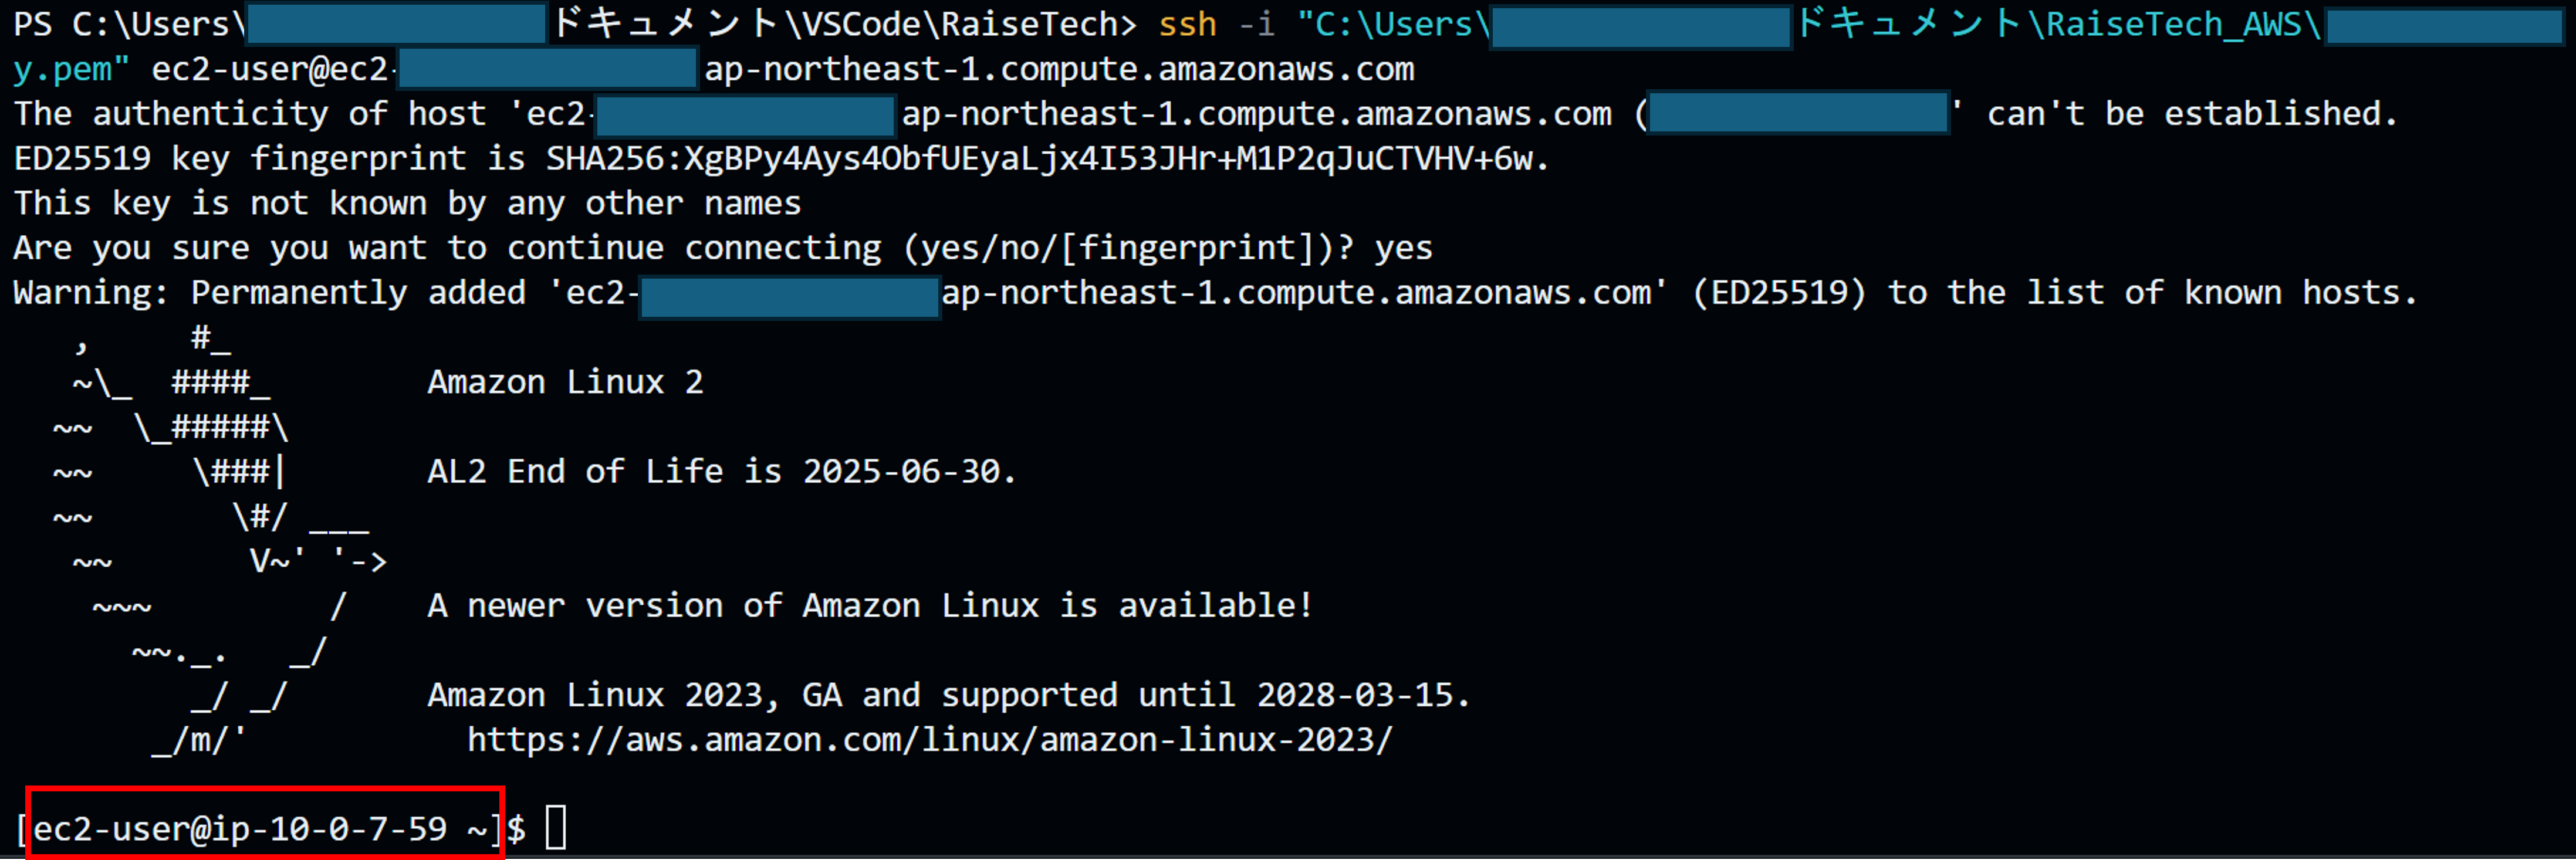 PS C:\Users\ ドキュメント\VSCode\RaiseTech> ssh -i "C:\Users\ ドキュメント\RaiseTech_AWS\
y.pem" ec2-user@ec2- ap-northeast-1.compute.amazonaws.com
The authenticity of host 'ec2- ap-northeast-1.compute.amazonaws.com ( ' can't be established.
ED25519 key fingerprint is SHA256:XgBPy4Ays4ObfUEyaLjx4I53JHr+M1P2qJuCTVHV+6w.
This key is not known by any other names
Are you sure you want to continue connecting (yes/no/[fingerprint])? yes
Warning: Permanently added 'ec2- ap-northeast-1.compute.amazonaws.com' (ED25519) to the list of known hosts.
   ,     #_
   ~\_  ####_        Amazon Linux 2
  ~~  \_#####\
  ~~     \###|       AL2 End of Life is 2025-06-30.
  ~~       \#/ ___
   ~~       V~' '->
    ~~~         /    A newer version of Amazon Linux is available!
      ~~._.   _/
         _/ _/       Amazon Linux 2023, GA and supported until 2028-03-15.
       _/m/'           https://aws.amazon.com/linux/amazon-linux-2023/
[ec2-user@ip-10-0-7-59 ~]$